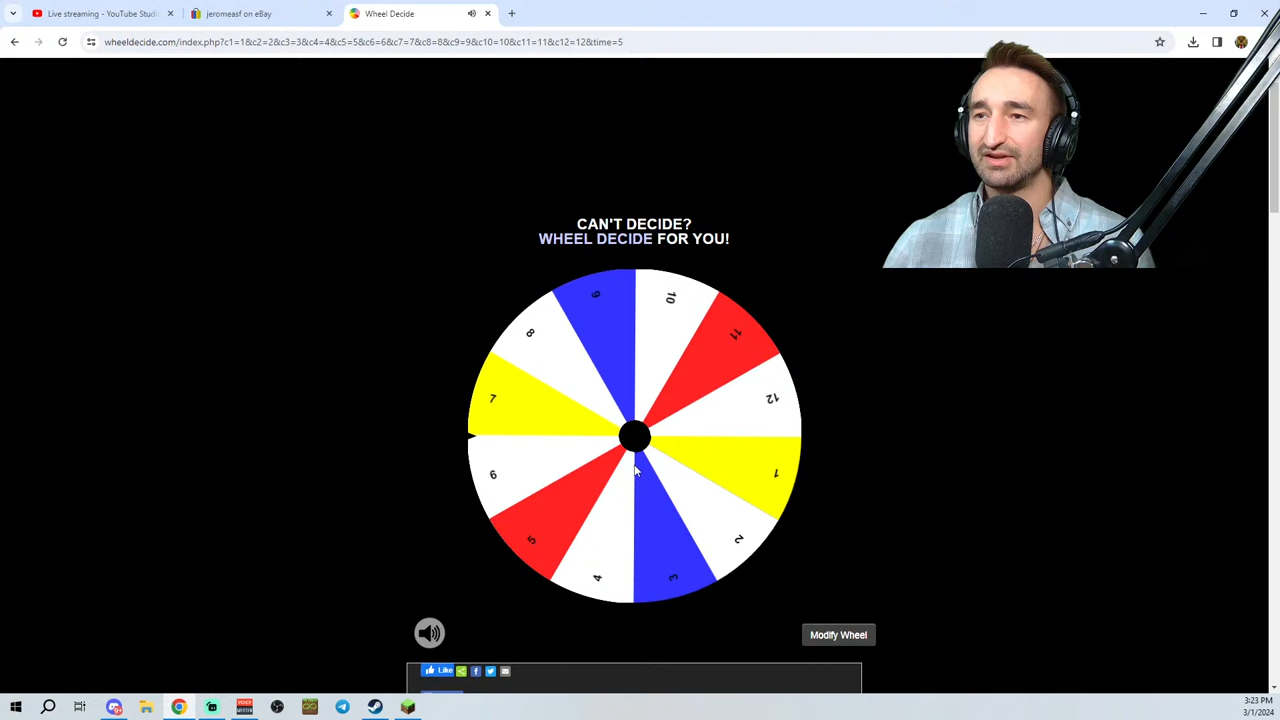 Live streaming - YouTube Studi
jeromeasf on eBay
Wheel Decide
wheeldecide.com/index.php?c1=1&c2=2&c3=3&c4=4&c5=5&c6=6&c7=7&c8=8&c9=9&c10=10&c11=11&c12=12&time=5
CAN'T DECIDE?
WHEEL DECIDE FOR YOU!
9
10
8
11
7
12
6
1
5
2
4
3
Modify Wheel
Like
3:23 PM
3/1/2024